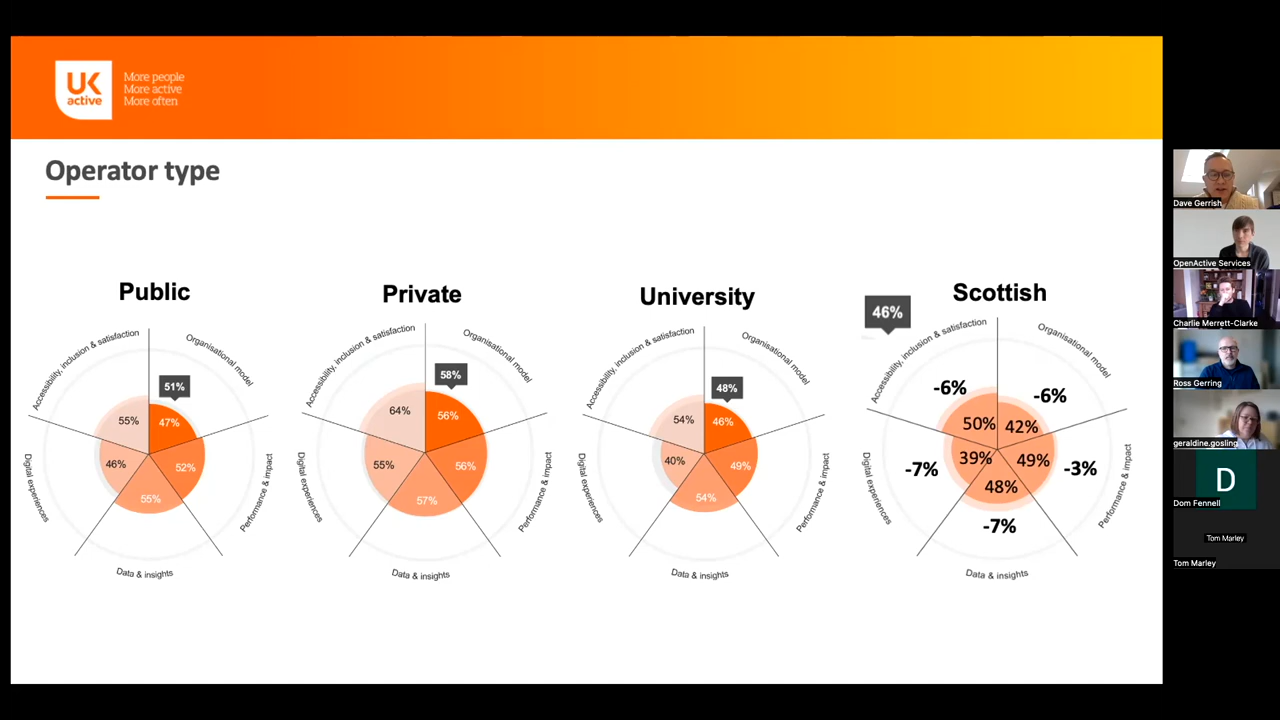 UK
active
More people
More active
More often
Operator type
Public
Accessibility, inclusion & satisfaction
Organisational model
51%
55%
47%
46%
52%
55%
Digital experiences
Performance & impact
Data & insights
Private
Accessibility, inclusion & satisfaction
Organisational model
58%
64%
56%
55%
56%
57%
Digital experiences
Performance & impact
Data & insights
University
Accessibility, inclusion & satisfaction
Organisational model
48%
54%
46%
40%
49%
54%
Digital experiences
Performance & impact
Data & insights
Scottish
46%
Accessibility, inclusion & satisfaction
Organisational model
-6%
-6%
50%
42%
39%
49%
48%
-7%
-3%
-7%
Digital experiences
Performance & impact
Data & insights
Dave Gerrish
OpenActive Services
Charlie Merrett-Clarke
Ross Gerring
geraldine.gosling
D
Dom Fennell
Tom Marley
Tom Marley